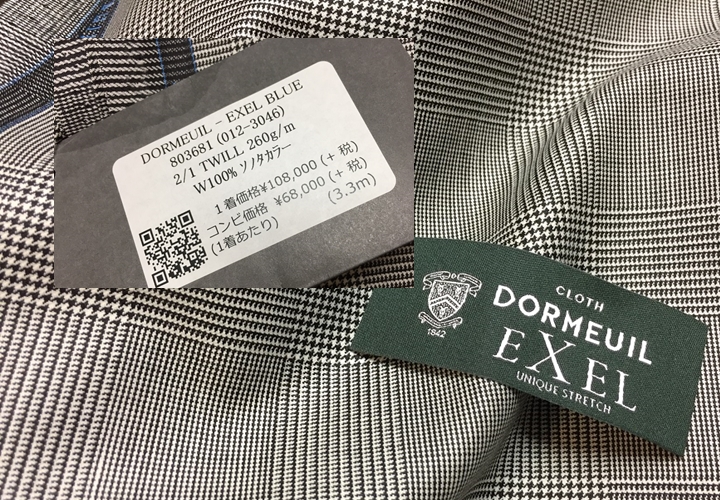 DORMEUIL - EXEL BLUE
803681 (012-3046)
2/1 TWILL 260g/m
W100% ソノタカラー
1着価格¥108,000 (+ 税)
コンビ価格 ¥68,000 (+ 税)
(1着あたり) (3.3m)
CLOTH
DORMEUIL
1842
EXEL
UNIQUE STRETCH